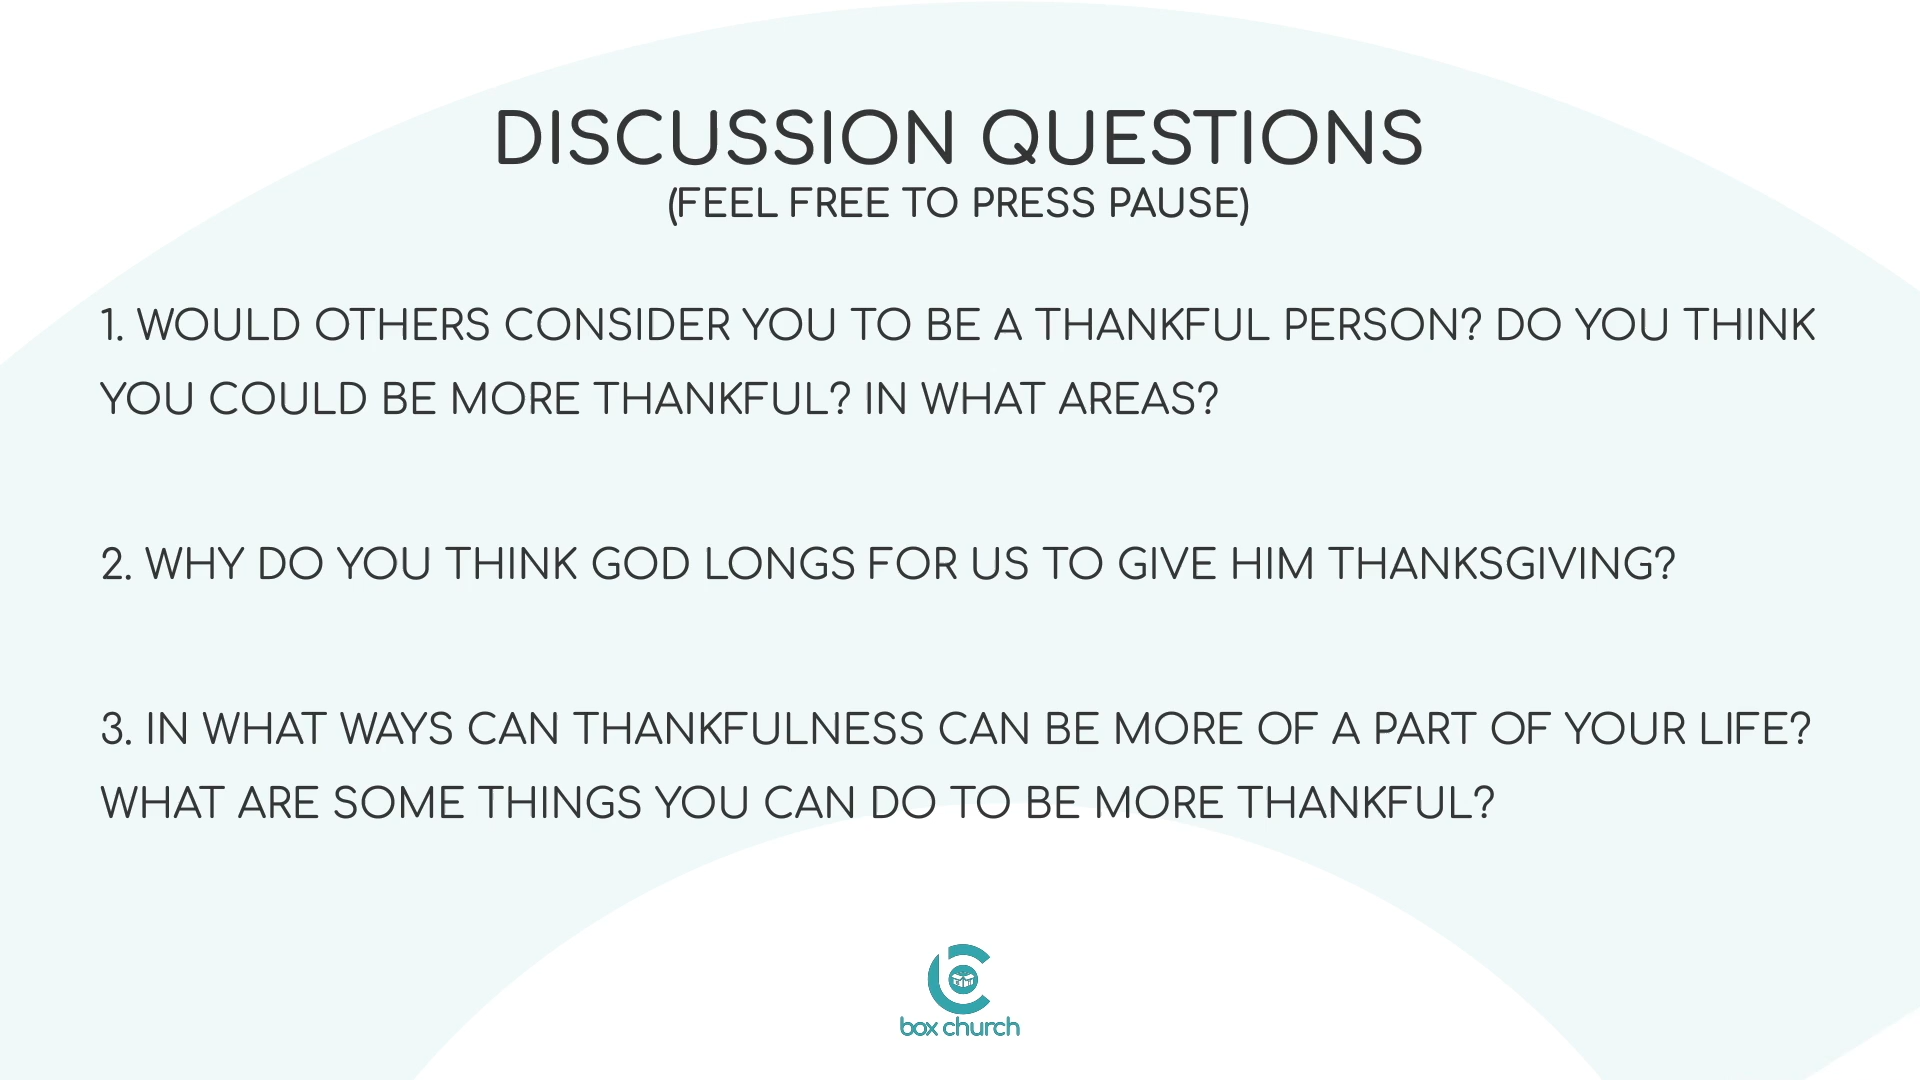 DISCUSSION QUESTIONS
(FEEL FREE TO PRESS PAUSE)
1. WOULD OTHERS CONSIDER YOU TO BE A THANKFUL PERSON? DO YOU THINK
YOU COULD BE MORE THANKFUL? IN WHAT AREAS?
2. WHY DO YOU THINK GOD LONGS FOR US TO GIVE HIM THANKSGIVING?
3. IN WHAT WAYS CAN THANKFULNESS CAN BE MORE OF A PART OF YOUR LIFE?
WHAT ARE SOME THINGS YOU CAN DO TO BE MORE THANKFUL?
box church